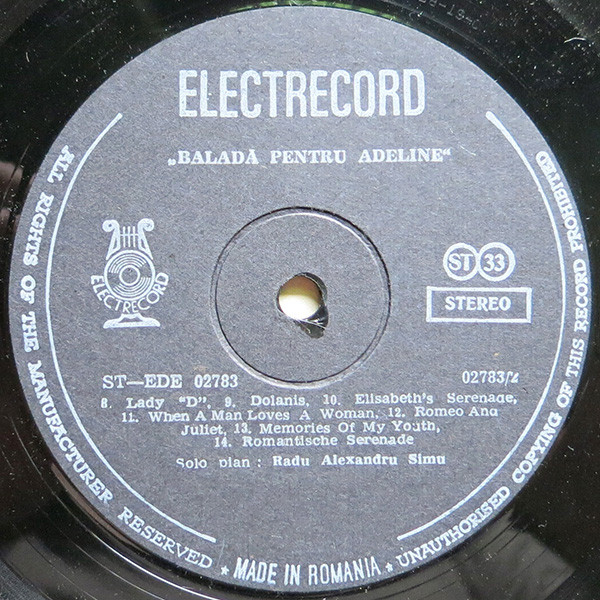 ELECTRECORD
„BALADĂ PENTRU ADELINE“
ELECTRECORD
ST 33
STEREO
ST—EDE 02783
02783/2
8. Lady "D", 9. Dolanis, 10. Elisabeth's Serenade,
11. When A Man Loves A Woman, 12. Romeo And
Juliet, 13. Memories Of My Youth,
14. Romantische Serenade
Solo pian : Radu Alexandru Simu
ALL RIGHTS OF THE MANUFACTURER RESERVED ★ MADE IN ROMANIA ★ UNAUTHORISED COPYING OF THIS RECORD PROHIBITED